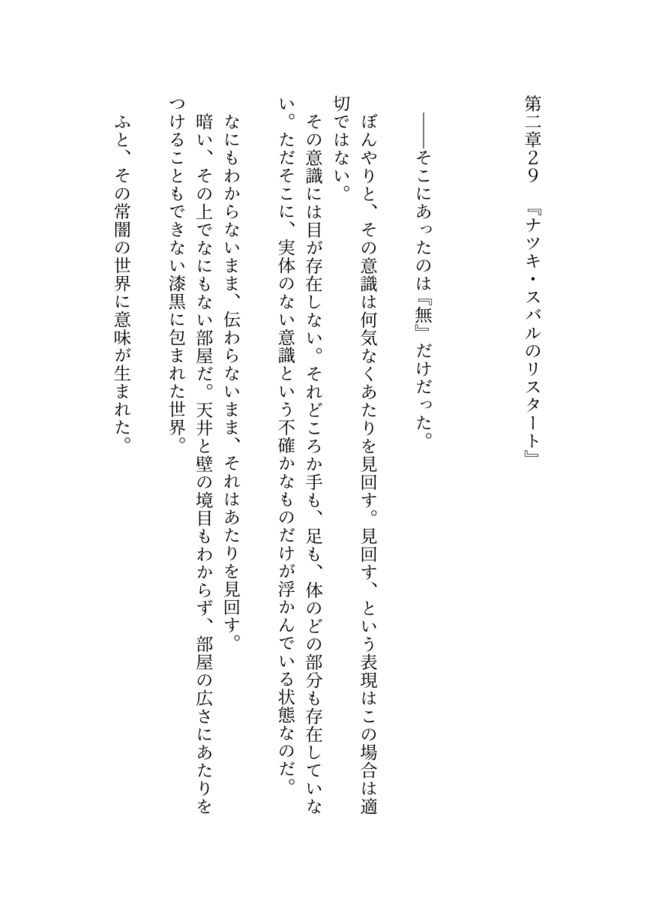 第二章２９　『ナツキ・スバルのリスタート』
――そこにあったのは『無』だけだった。
ぼんやりと、その意識は何気なくあたりを見回す。見回す、という表現はこの場合は適
切ではない。
その意識には目が存在しない。それどころか手も、足も、体のどの部分も存在していな
い。ただそこに、実体のない意識という不確かなものだけが浮かんでいる状態なのだ。
なにもわからないまま、伝わらないまま、それはあたりを見回す。
暗い、その上でなにもない部屋だ。天井と壁の境目もわからず、部屋の広さにあたりを
つけることもできない漆黒に包まれた世界。
ふと、その常闇の世界に意味が生まれた。